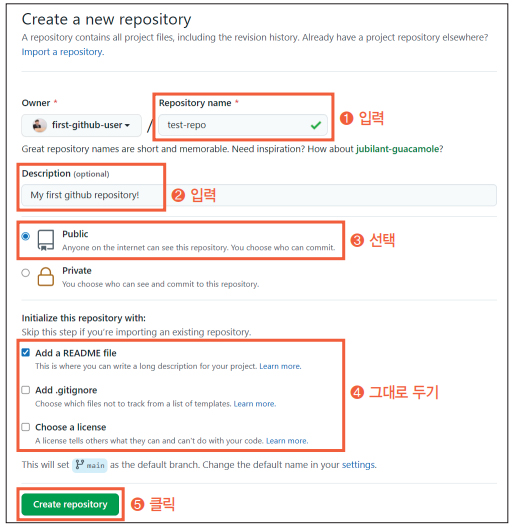 Create a new repository
A repository contains all project files, including the revision history. Already have a project repository elsewhere?
Import a repository.
Owner * Repository name *
first-github-user / test-repo ❶ 입력
Great repository names are short and memorable. Need inspiration? How about jubilant-guacamole?
Description (optional)
My first github repository! ❷ 입력
Public
Anyone on the internet can see this repository. You choose who can commit. ❸ 선택
Private
You choose who can see and commit to this repository.
Initialize this repository with:
Skip this step if you're importing an existing repository.
Add a README file
This is where you can write a long description for your project. Learn more.
Add .gitignore ❹ 그대로 두기
Choose which files not to track from a list of templates. Learn more.
Choose a license
A license tells others what they can and can't do with your code. Learn more.
This will set main as the default branch. Change the default name in your settings.
Create repository ❺ 클릭